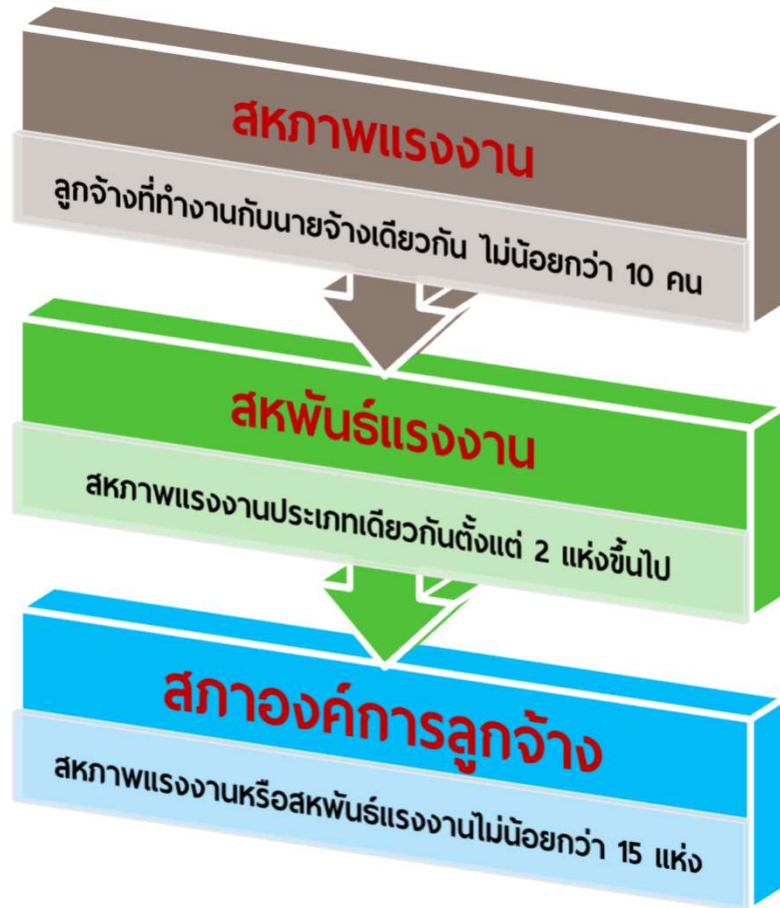 สหภาพแรงงาน
ลูกจ้างที่ทำงานกับนายจ้างเดียวกัน ไม่น้อยกว่า 10 คน
สหพันธ์แรงงาน
สหภาพแรงงานประเภทเดียวกันตั้งแต่ 2 แห่งขึ้นไป
สภาองค์การลูกจ้าง
สหภาพแรงงานหรือสหพันธ์แรงงานไม่น้อยกว่า 15 แห่ง